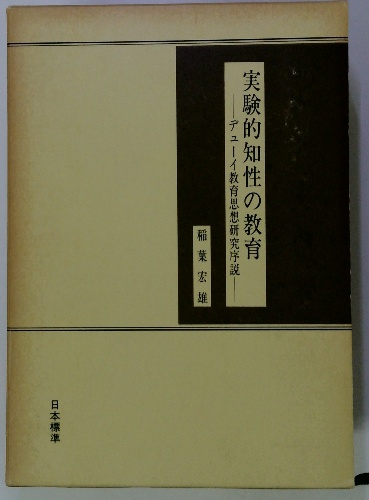 実験的知性の教育
――デューイ教育思想研究序説――
稲葉宏雄
日本標準